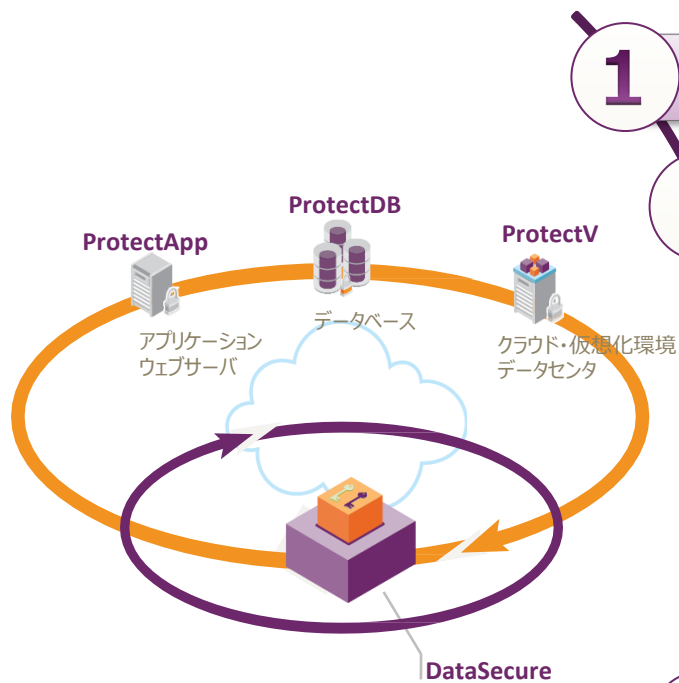 1
ProtectDB
ProtectApp
ProtectV
データベース
アプリケーション
ウェブサーバ
クラウド・仮想化環境
データセンタ
DataSecure